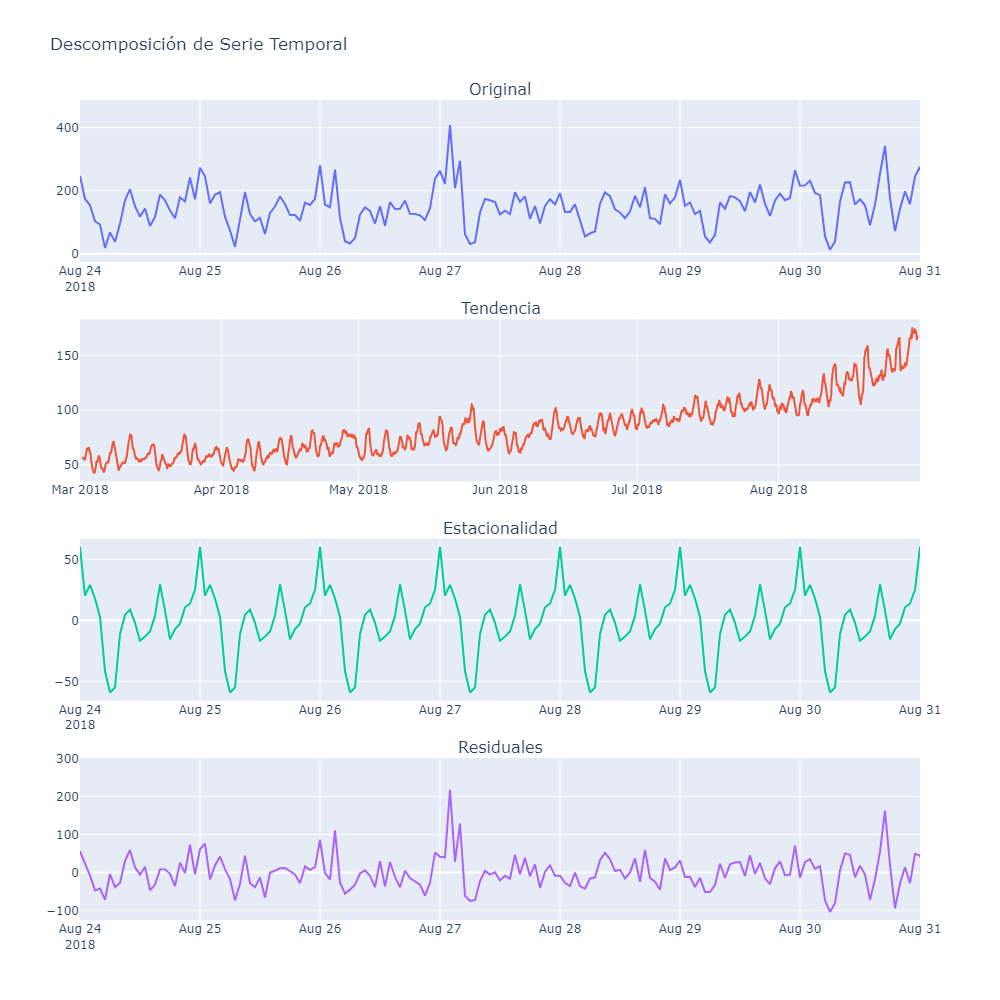 Descomposición de Serie Temporal
Original
400
200
0
Aug 24 Aug 25 Aug 26 Aug 27 Aug 28 Aug 29 Aug 30 Aug 31
2018
Tendencia
150
100
50
Mar 2018 Apr 2018 May 2018 Jun 2018 Jul 2018 Aug 2018
Estacionalidad
50
0
−50
Aug 24 Aug 25 Aug 26 Aug 27 Aug 28 Aug 29 Aug 30 Aug 31
2018
Residuales
300
200
100
0
−100
Aug 24 Aug 25 Aug 26 Aug 27 Aug 28 Aug 29 Aug 30 Aug 31
2018